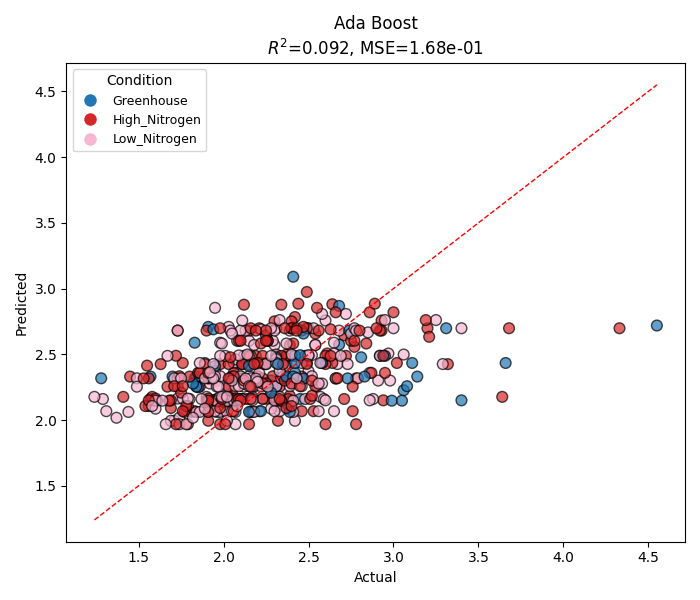 Ada Boost
R²=0.092, MSE=1.68e-01
Condition
Greenhouse
High_Nitrogen
Low_Nitrogen
4.5
4.0
3.5
3.0
2.5
2.0
1.5
Predicted
1.5 2.0 2.5 3.0 3.5 4.0 4.5
Actual